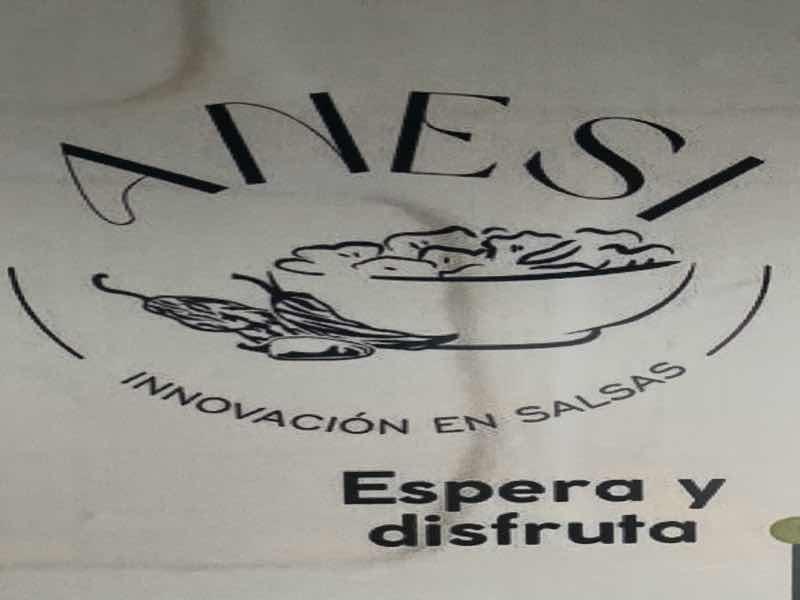 ANESI
INNOVACIÓN EN SALSAS
Espera y
disfruta